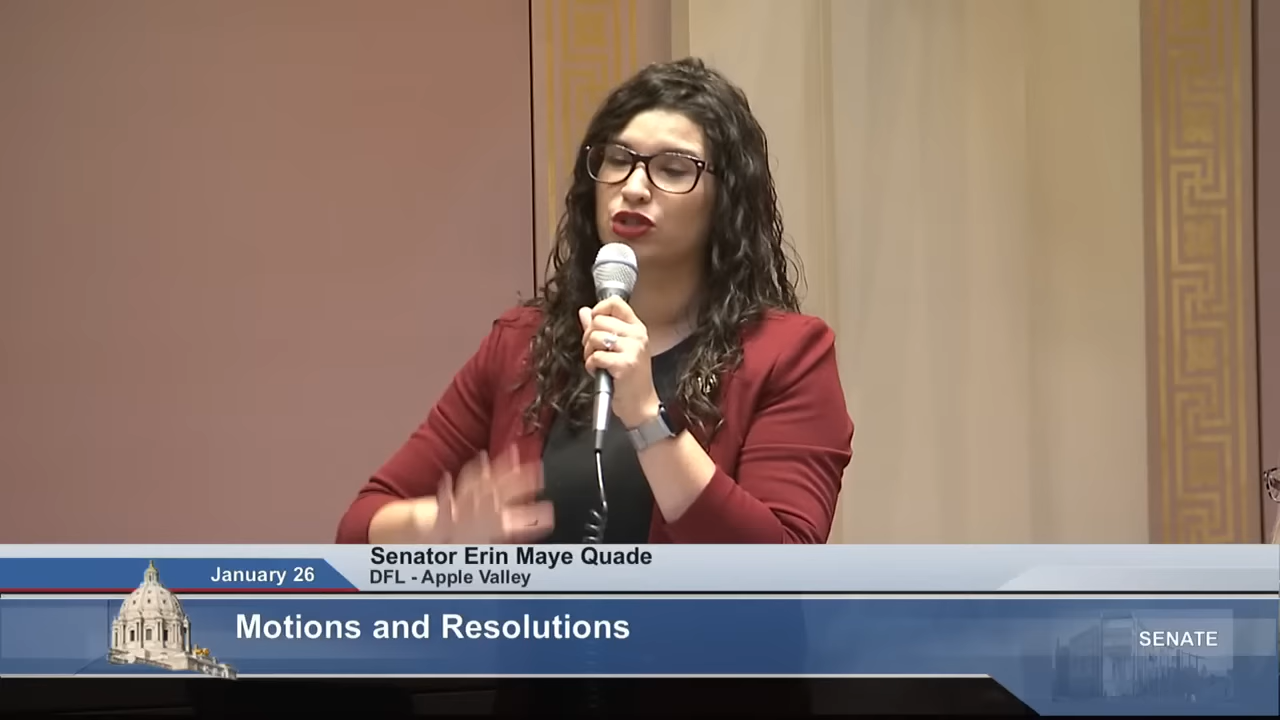 Senator Erin Maye Quade
January 26
DFL - Apple Valley
Motions and Resolutions
SENATE